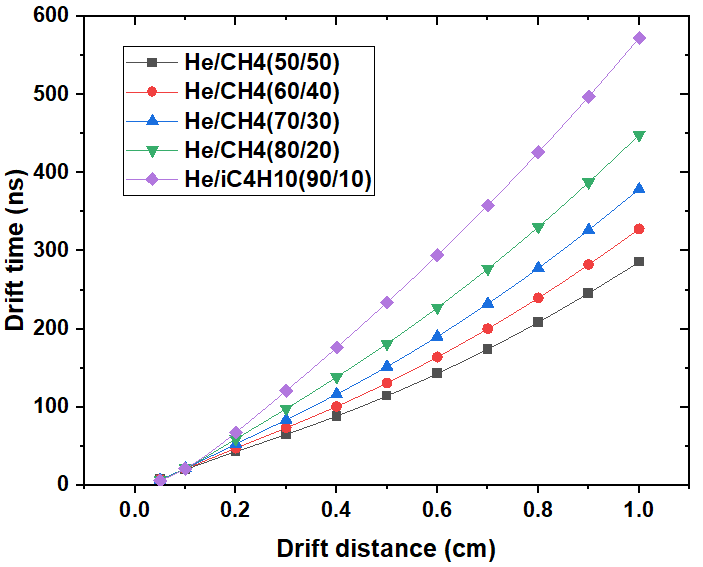 600
500
400
300
200
100
0
Drift time (ns)
He/CH4(50/50)
He/CH4(60/40)
He/CH4(70/30)
He/CH4(80/20)
He/iC4H10(90/10)
0.0 0.2 0.4 0.6 0.8 1.0
Drift distance (cm)